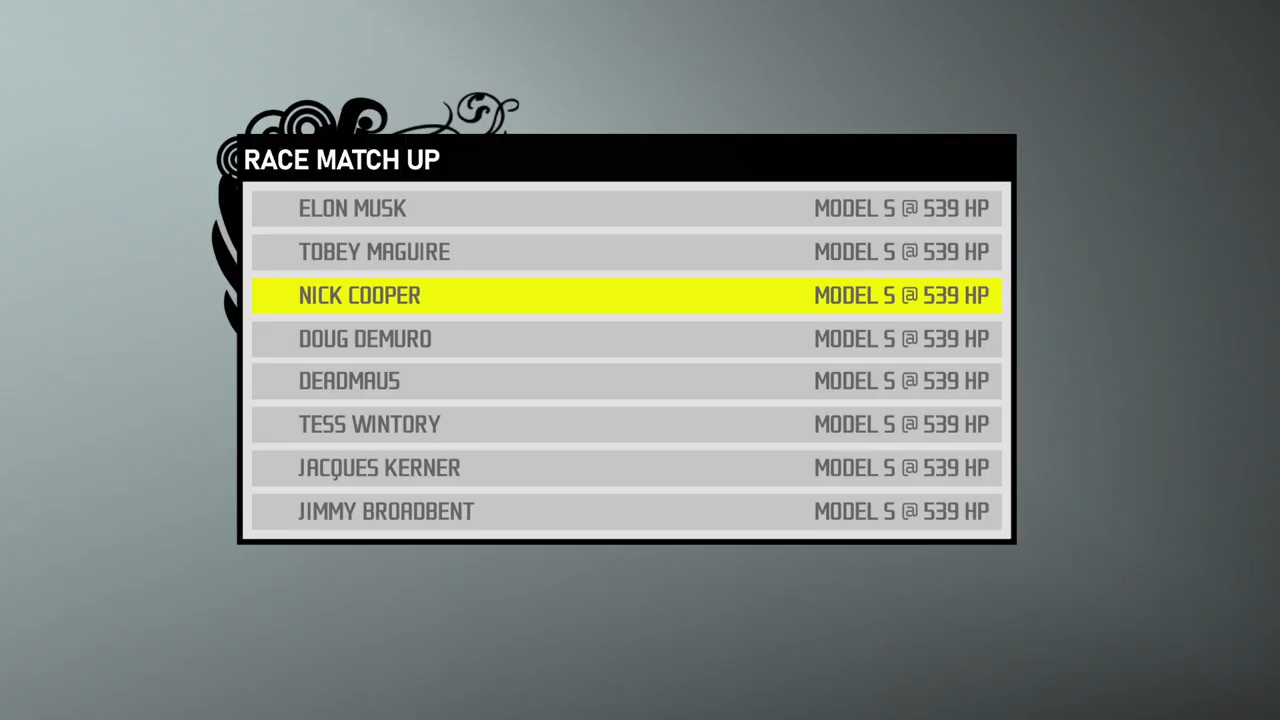 RACE MATCH UP
ELON MUSK MODEL S @ 539 HP
TOBEY MAGUIRE MODEL S @ 539 HP
NICK COOPER MODEL S @ 539 HP
DOUG DEMURO MODEL S @ 539 HP
DEADMAU5 MODEL S @ 539 HP
TESS WINTORY MODEL S @ 539 HP
JACQUES KERNER MODEL S @ 539 HP
JIMMY BROADBENT MODEL S @ 539 HP